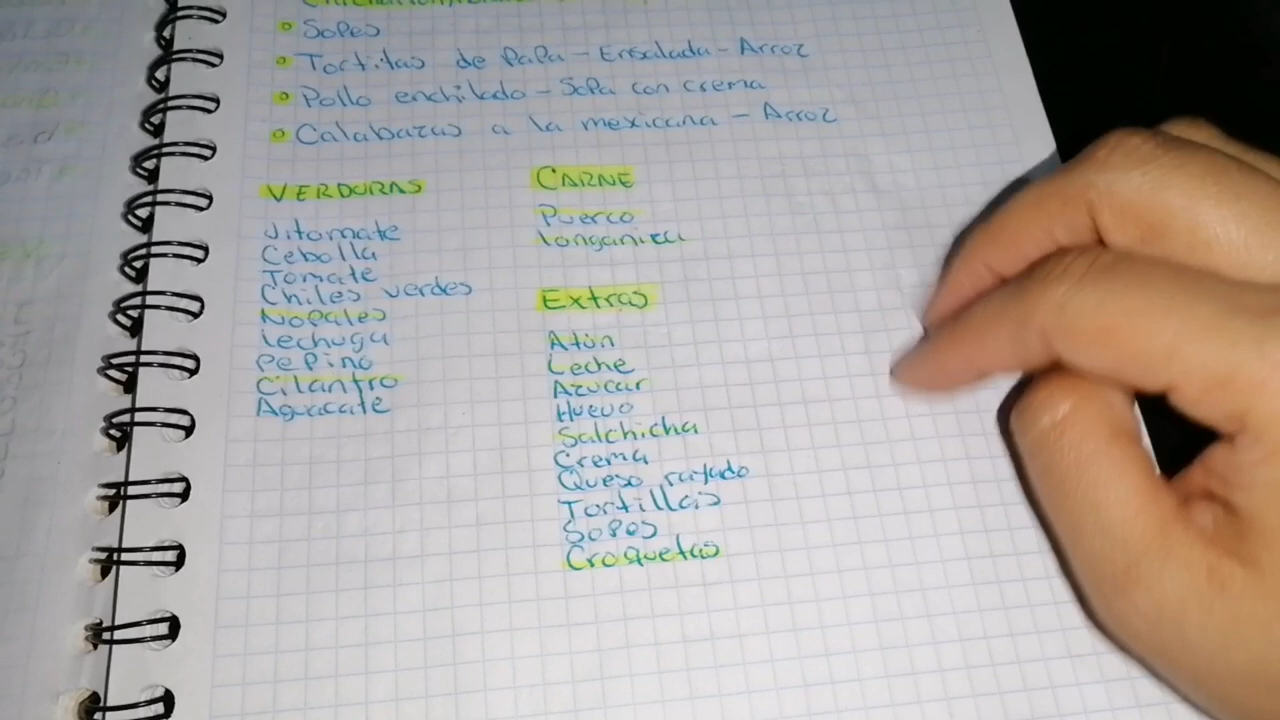 Sopes
Tortitas de papa - Ensalada - Arroz
Pollo enchilado - Sopa con crema
Calabazas a la mexicana - Arroz
VERDURAS
Jitomate
Cebolla
Tomate
Chiles verdes
Nopales
Lechuga
Pepino
Cilantro
Aguacate
CARNE
Puerco
Longaniza
Extras
Atún
Leche
Azucar
Huevo
Salchicha
Crema
Queso rayado
Tortillas
Sopes
Croquetas